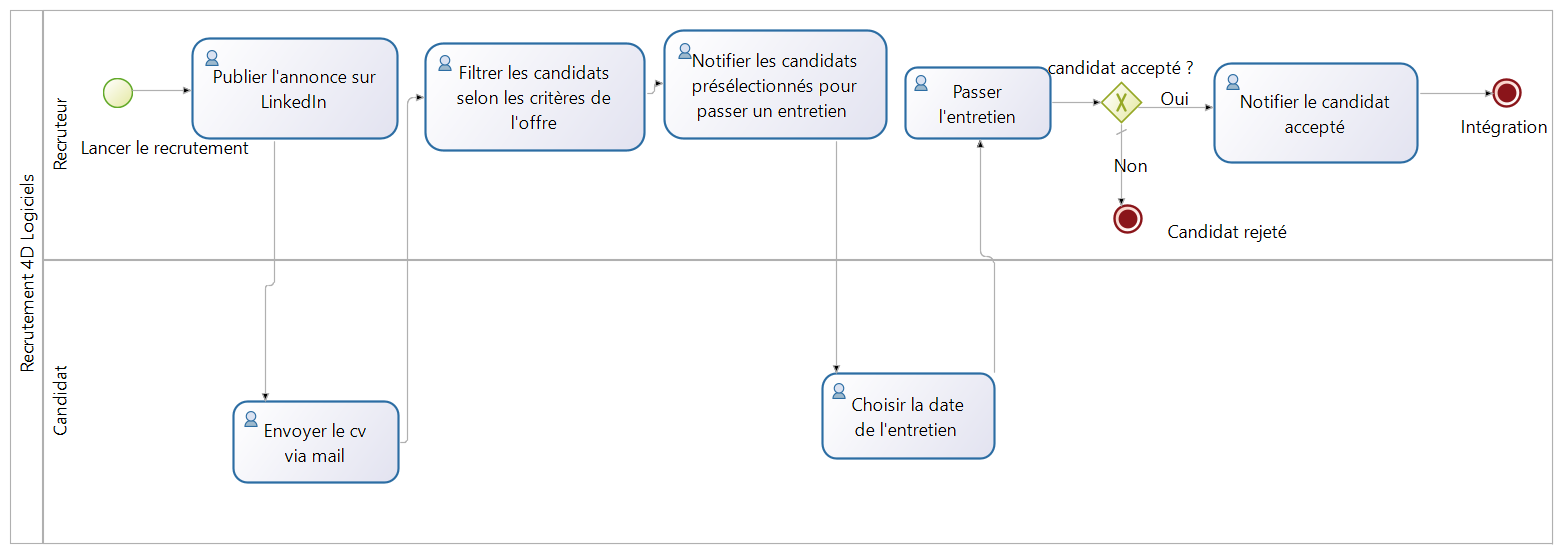 Recrutement 4D Logiciels
Recruteur
Lancer le recrutement
Publier l'annonce sur
LinkedIn
Filtrer les candidats
selon les critères de
l'offre
Notifier les candidats
présélectionnés pour
passer un entretien
Passer
l'entretien
candidat accepté ?
Oui
Non
Candidat rejeté
Notifier le candidat
accepté
Intégration
Candidat
Envoyer le cv
via mail
Choisir la date
de l'entretien